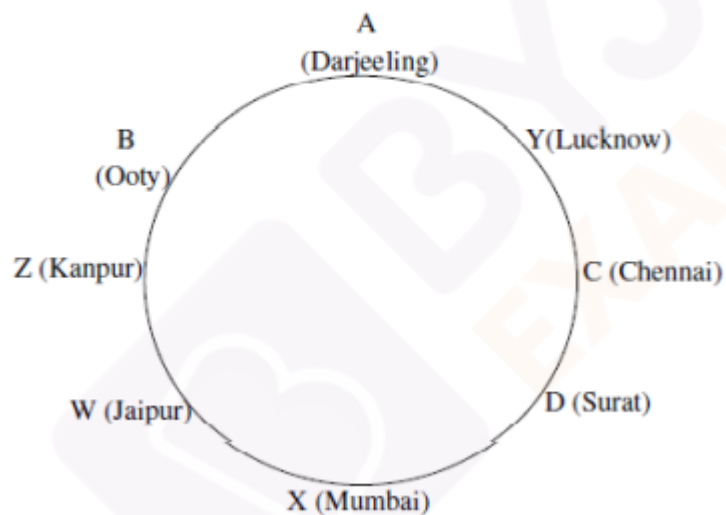 A
(Darjeeling)
B
(Ooty)
Y(Lucknow)
Z (Kanpur)
C (Chennai)
W (Jaipur)
D (Surat)
X (Mumbai)